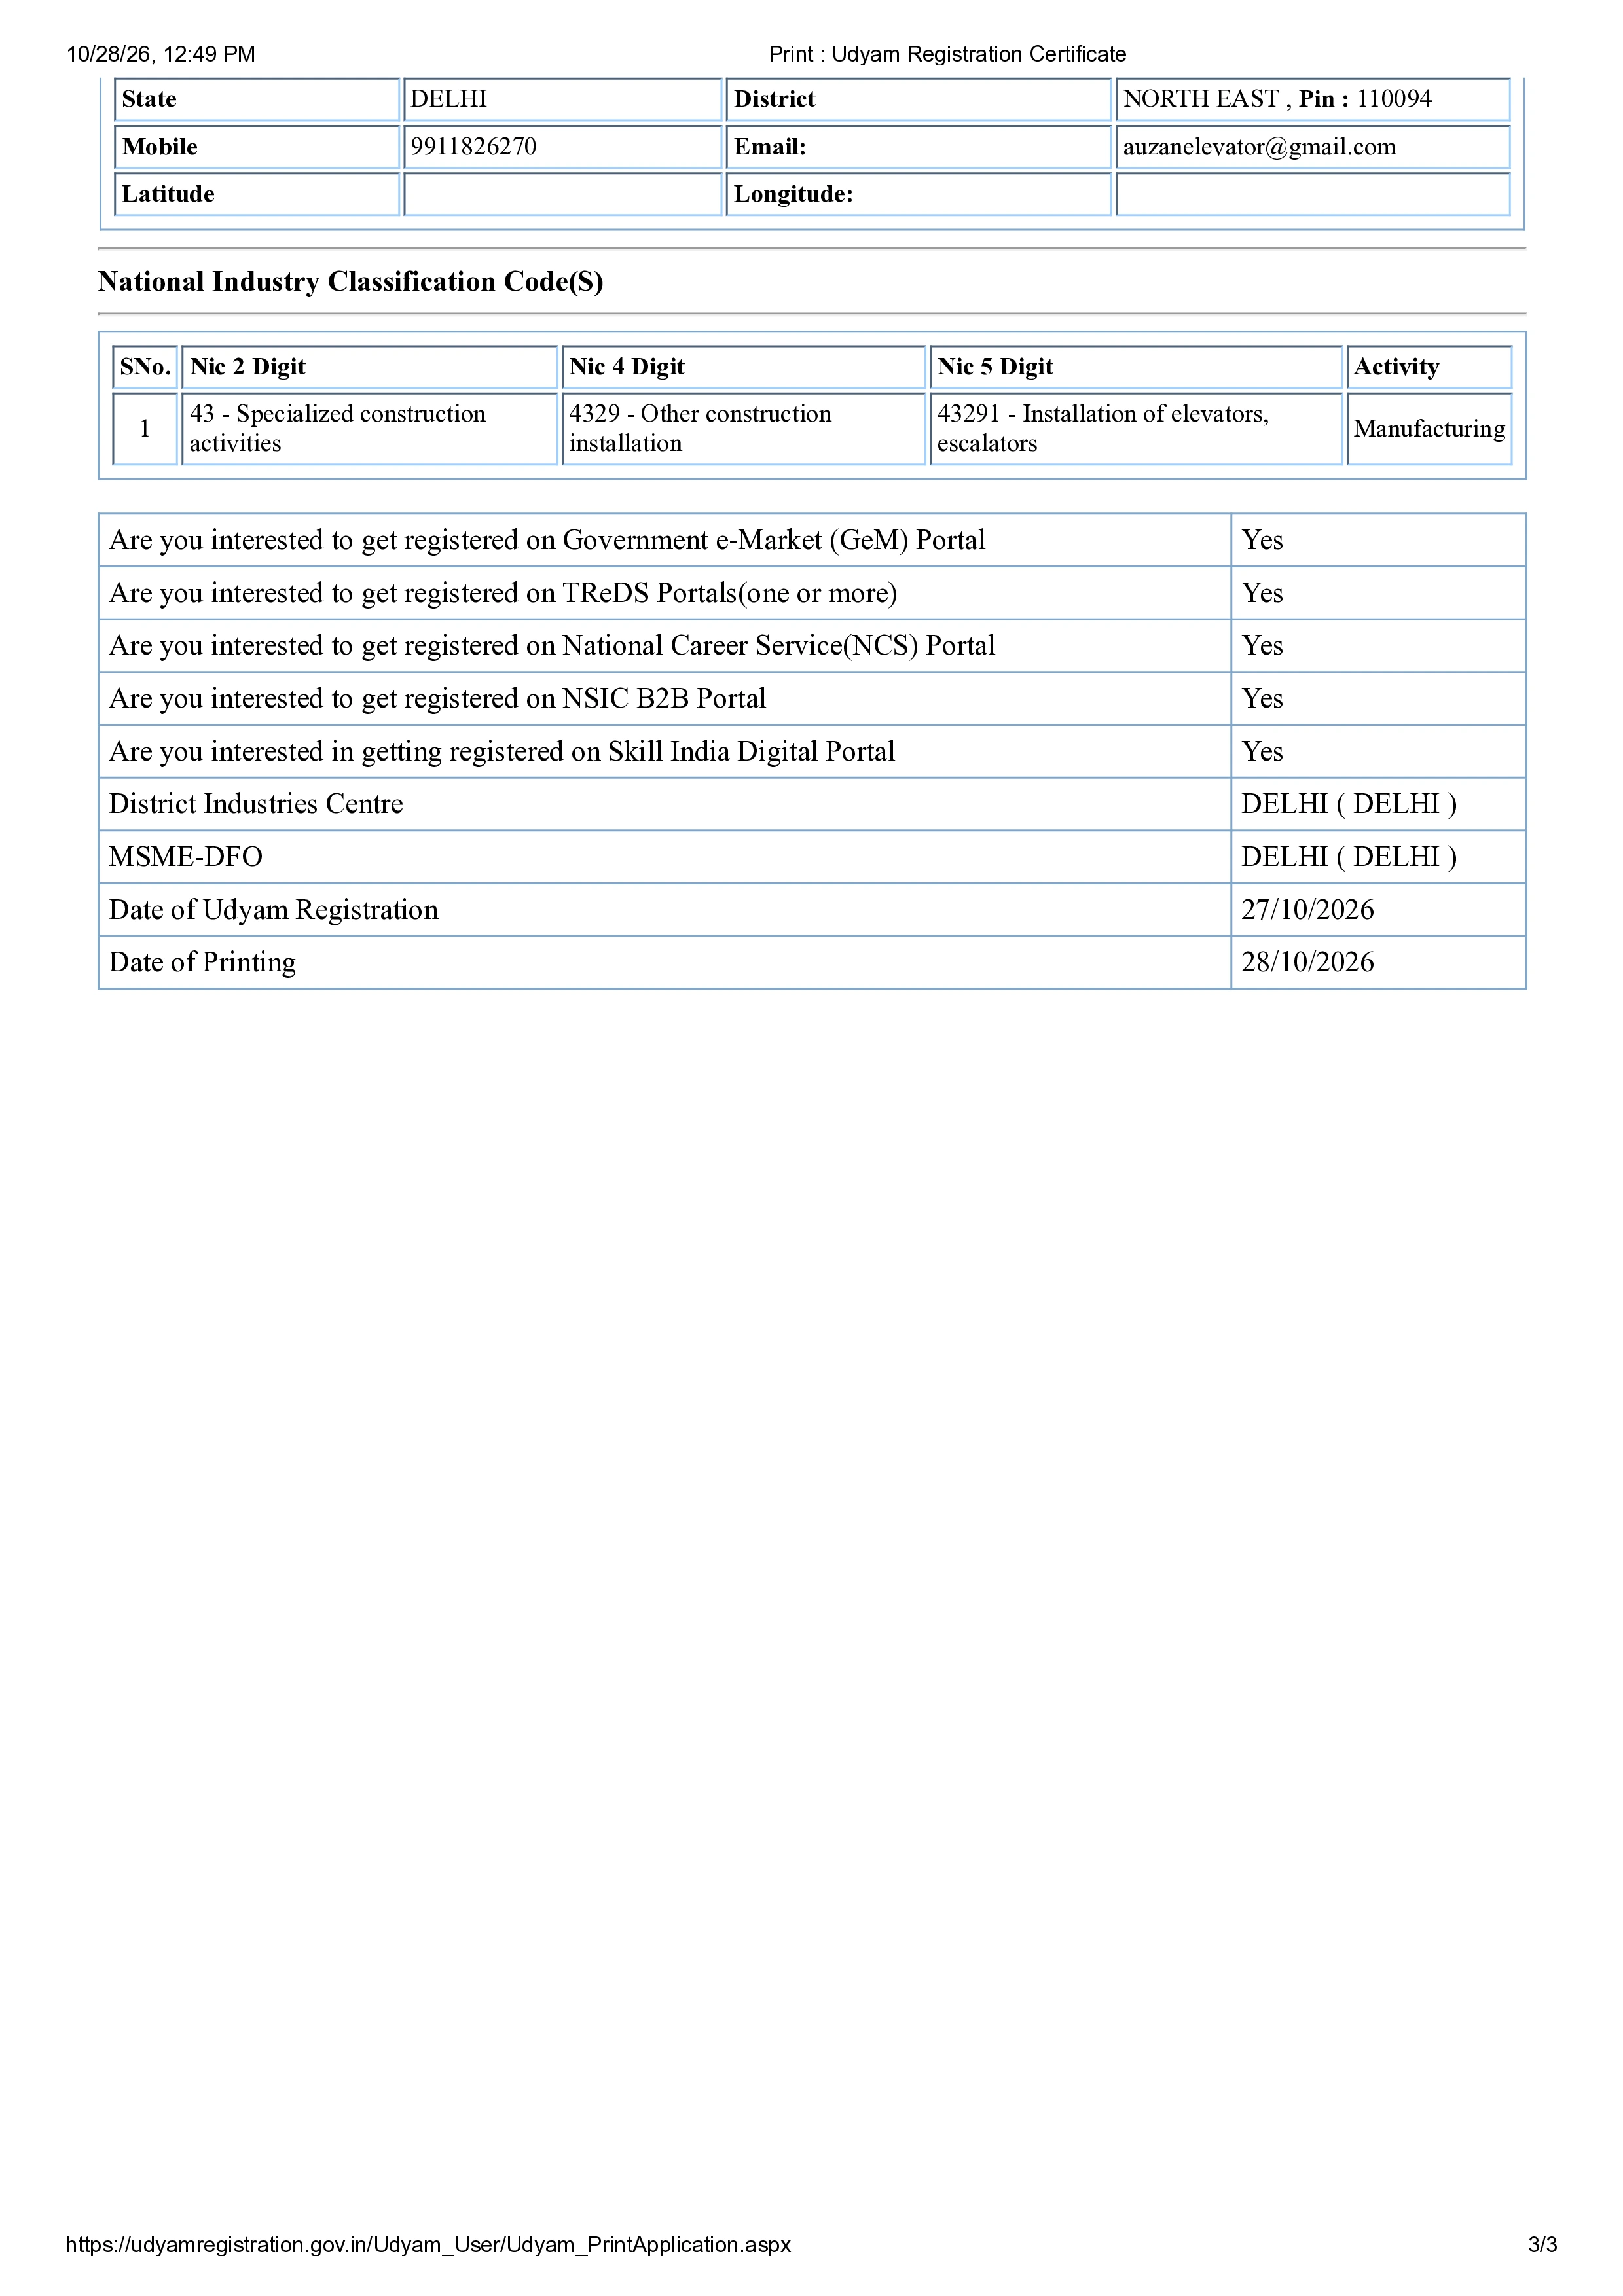 10/28/26, 12:49 PM Print : Udyam Registration Certificate
State DELHI District NORTH EAST , Pin : 110094
Mobile 9911826270 Email: auzanelevator@gmail.com
Latitude Longitude:
National Industry Classification Code(S)
SNo. Nic 2 Digit Nic 4 Digit Nic 5 Digit Activity
1 43 - Specialized construction activities 4329 - Other construction installation 43291 - Installation of elevators, escalators Manufacturing
Are you interested to get registered on Government e-Market (GeM) Portal Yes
Are you interested to get registered on TReDS Portals(one or more) Yes
Are you interested to get registered on National Career Service(NCS) Portal Yes
Are you interested to get registered on NSIC B2B Portal Yes
Are you interested in getting registered on Skill India Digital Portal Yes
District Industries Centre DELHI ( DELHI )
MSME-DFO DELHI ( DELHI )
Date of Udyam Registration 27/10/2026
Date of Printing 28/10/2026
https://udyamregistration.gov.in/Udyam_User/Udyam_PrintApplication.aspx 3/3